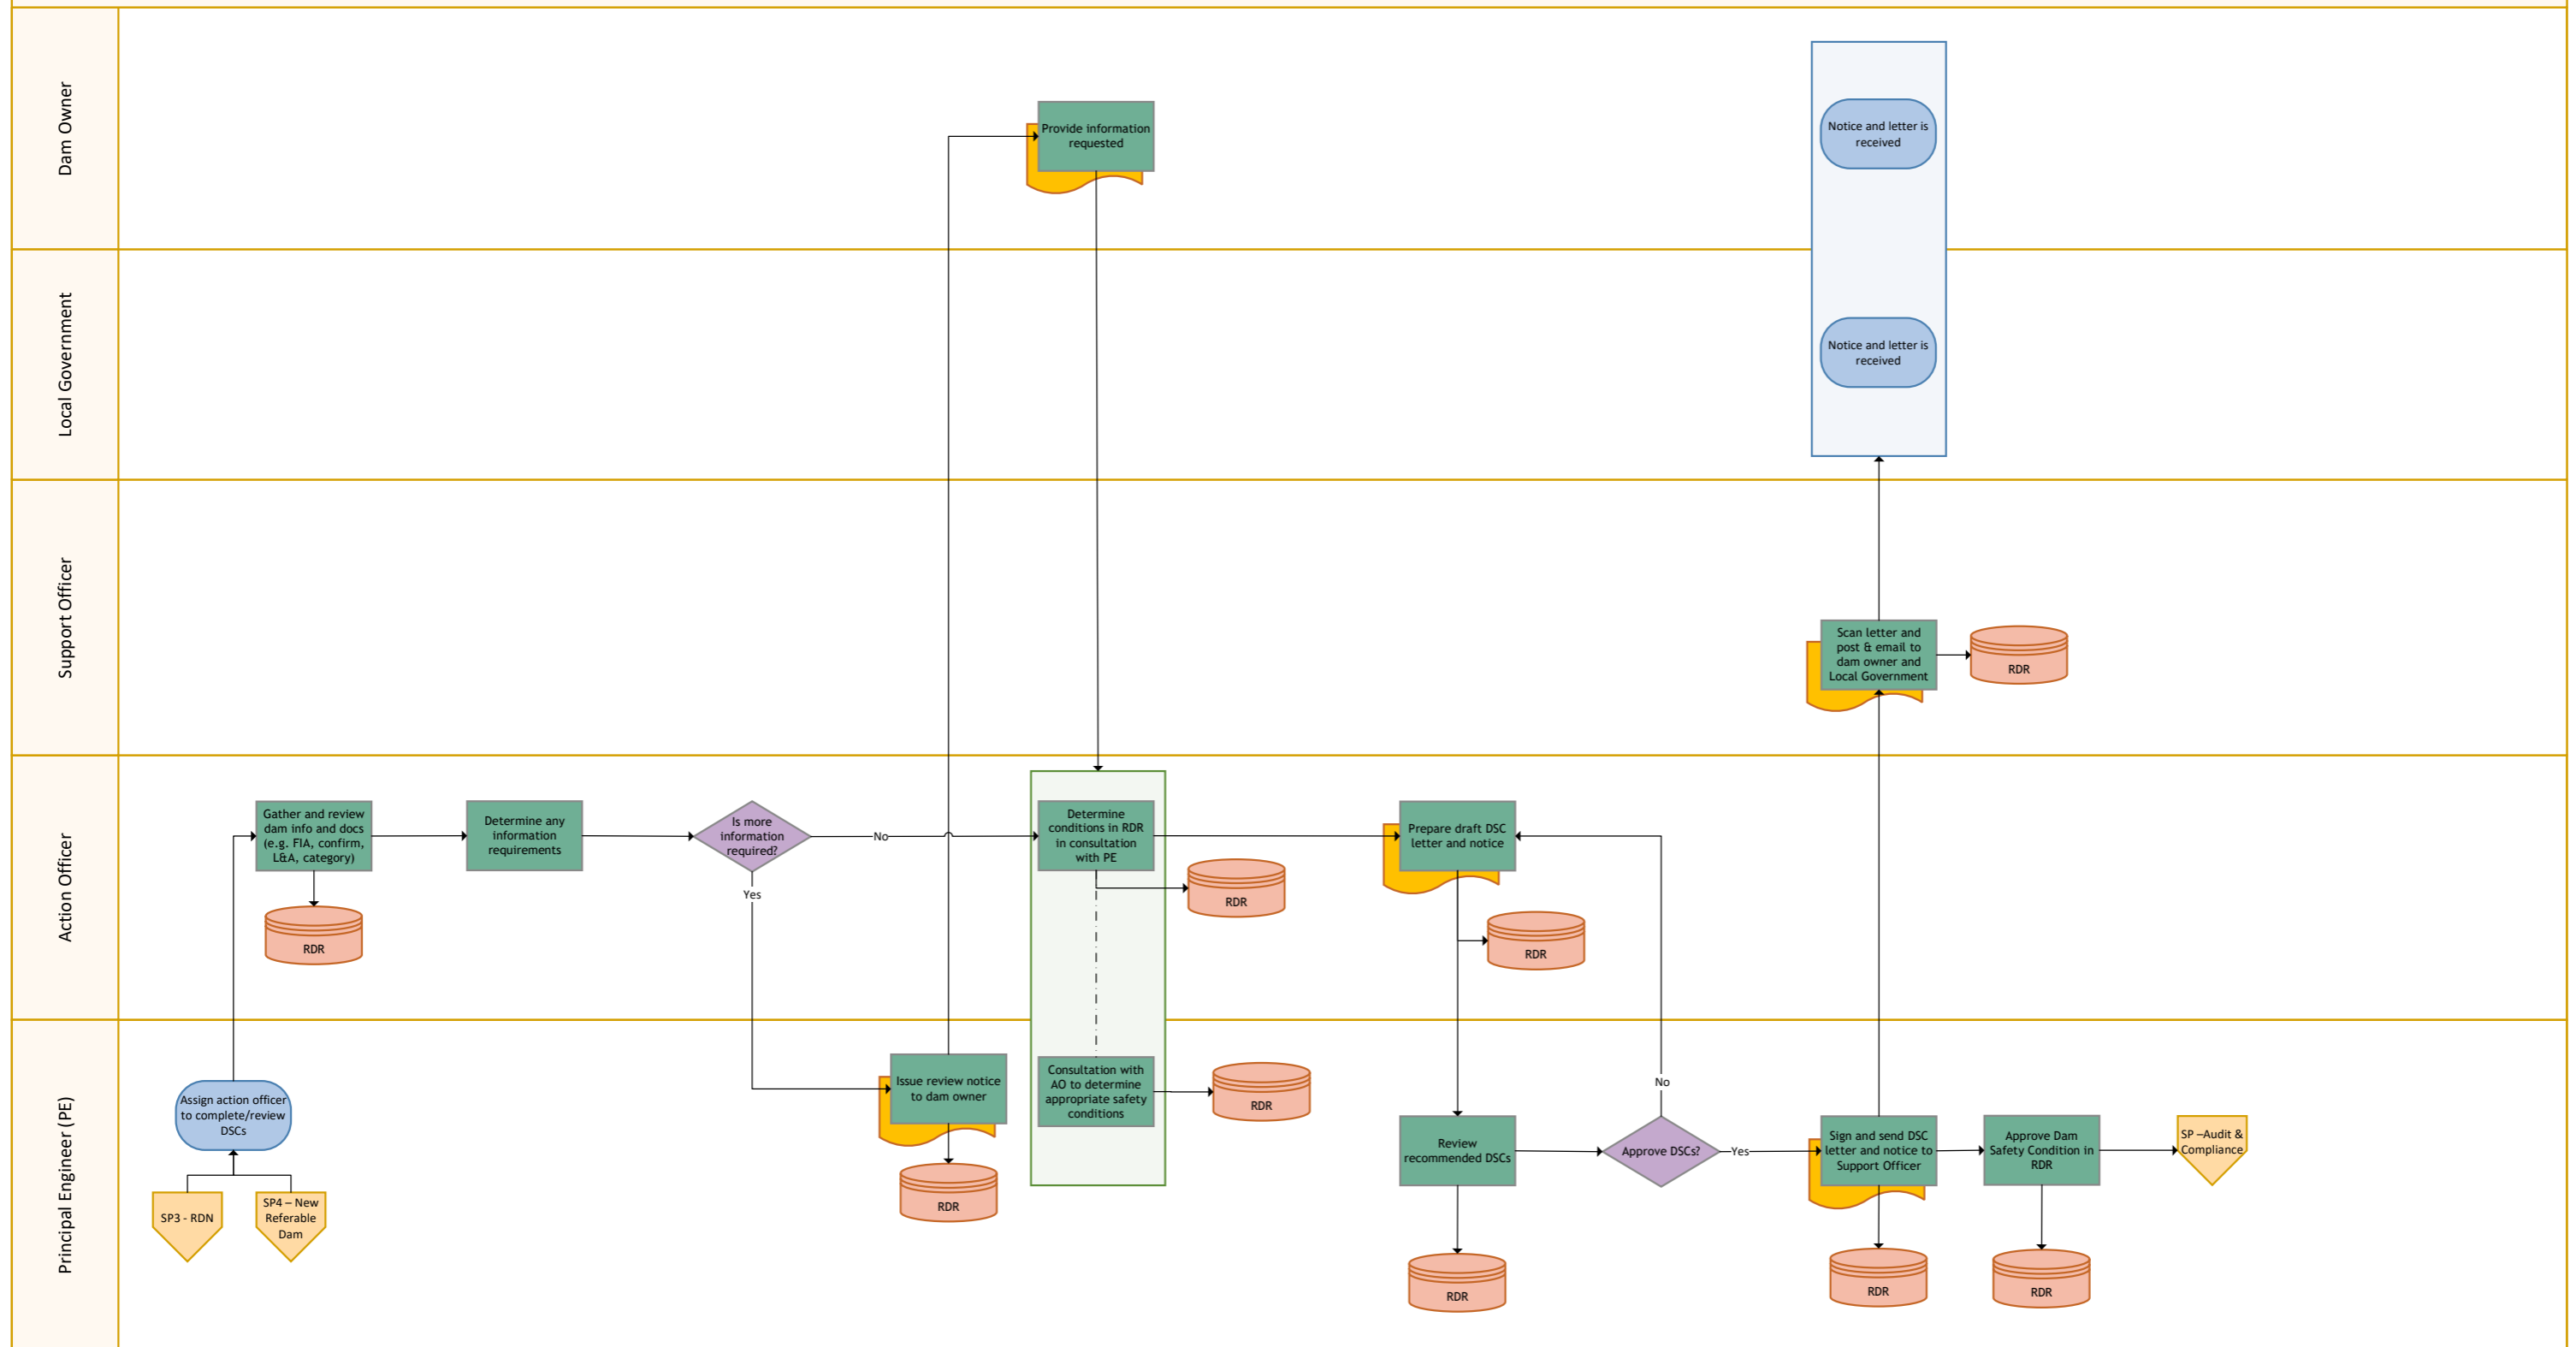 Dam Owner
Provide information
requested
Notice and letter is
received
Local Government
Notice and letter is
received
Support Officer
Scan letter and
post & email to
dam owner and
Local Government
RDR
Action Officer
Gather and review
dam info and docs
(e.g. FIA, confirm,
L&A, category)
RDR
Determine any
information
requirements
Is more
information
required?
No
Yes
Determine
conditions in RDR
in consultation
with PE
RDR
Prepare draft DSC
letter and notice
RDR
Principal Engineer (PE)
Assign action officer
to complete/review
DSCs
SP3 - RDN
SP4 – New
Referable
Dam
Issue review notice
to dam owner
RDR
Consultation with
AO to determine
appropriate safety
conditions
RDR
Review
recommended DSCs
RDR
Approve DSCs?
No
Yes
Sign and send DSC
letter and notice to
Support Officer
RDR
Approve Dam
Safety Condition in
RDR
RDR
SP –Audit &
Compliance